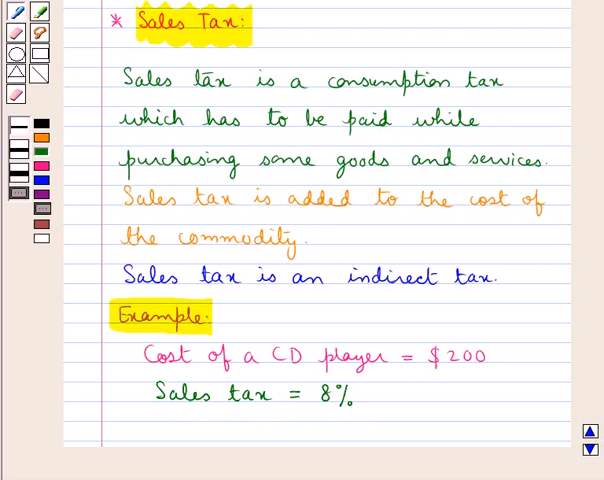 * Sales Tax:
Sales tax is a consumption tax
which has to be paid while
purchasing some goods and services.
Sales tax is added to the cost of
the commodity.
Sales tax is an indirect tax.
Example:
Cost of a CD player = $200
Sales tax = 8%